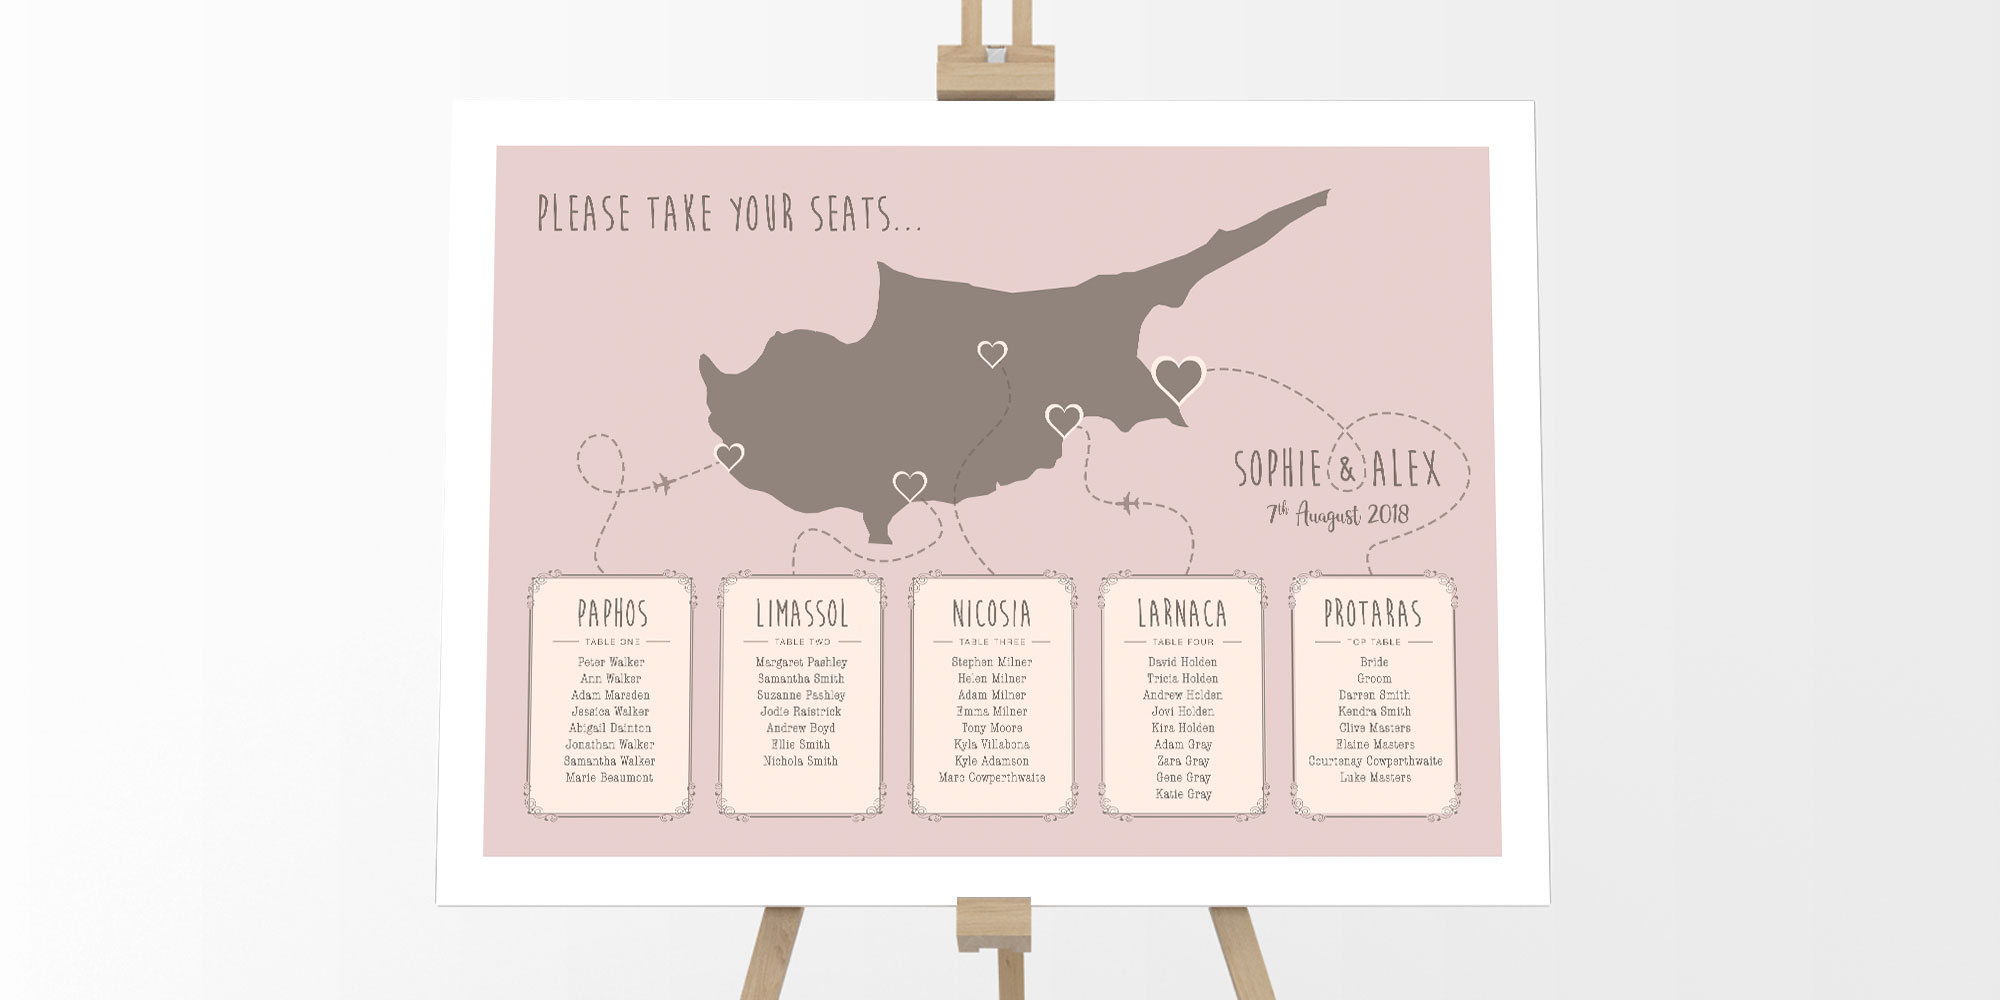 PLEASE TAKE YOUR SEATS...
SOPHIE & ALEX
7th Auagust 2018
PAPHOS
TABLE ONE
Peter Walker
Ann Walker
Adam Marsden
Jessica Walker
Abigail Dainton
Jonathan Walker
Samantha Walker
Marie Beaumont
LIMASSOL
TABLE TWO
Margaret Pashley
Samantha Smith
Suzanne Pashley
Jodie Raistrick
Andrew Boyd
Ellie Smith
Nichola Smith
NICOSIA
TABLE THREE
Stephen Milner
Helen Milner
Adam Milner
Emma Milner
Tony Moore
Kyla Villabona
Kyle Adamson
Marc Cowperthwaite
LARNACA
TABLE FOUR
David Holden
Tricia Holden
Andrew Holden
Jovi Holden
Kira Holden
Adam Gray
Zara Gray
Gene Gray
Katie Gray
PROTARAS
TOP TABLE
Bride
Groom
Darren Smith
Kendra Smith
Clive Masters
Elaine Masters
Courtenay Cowperthwaite
Luke Masters